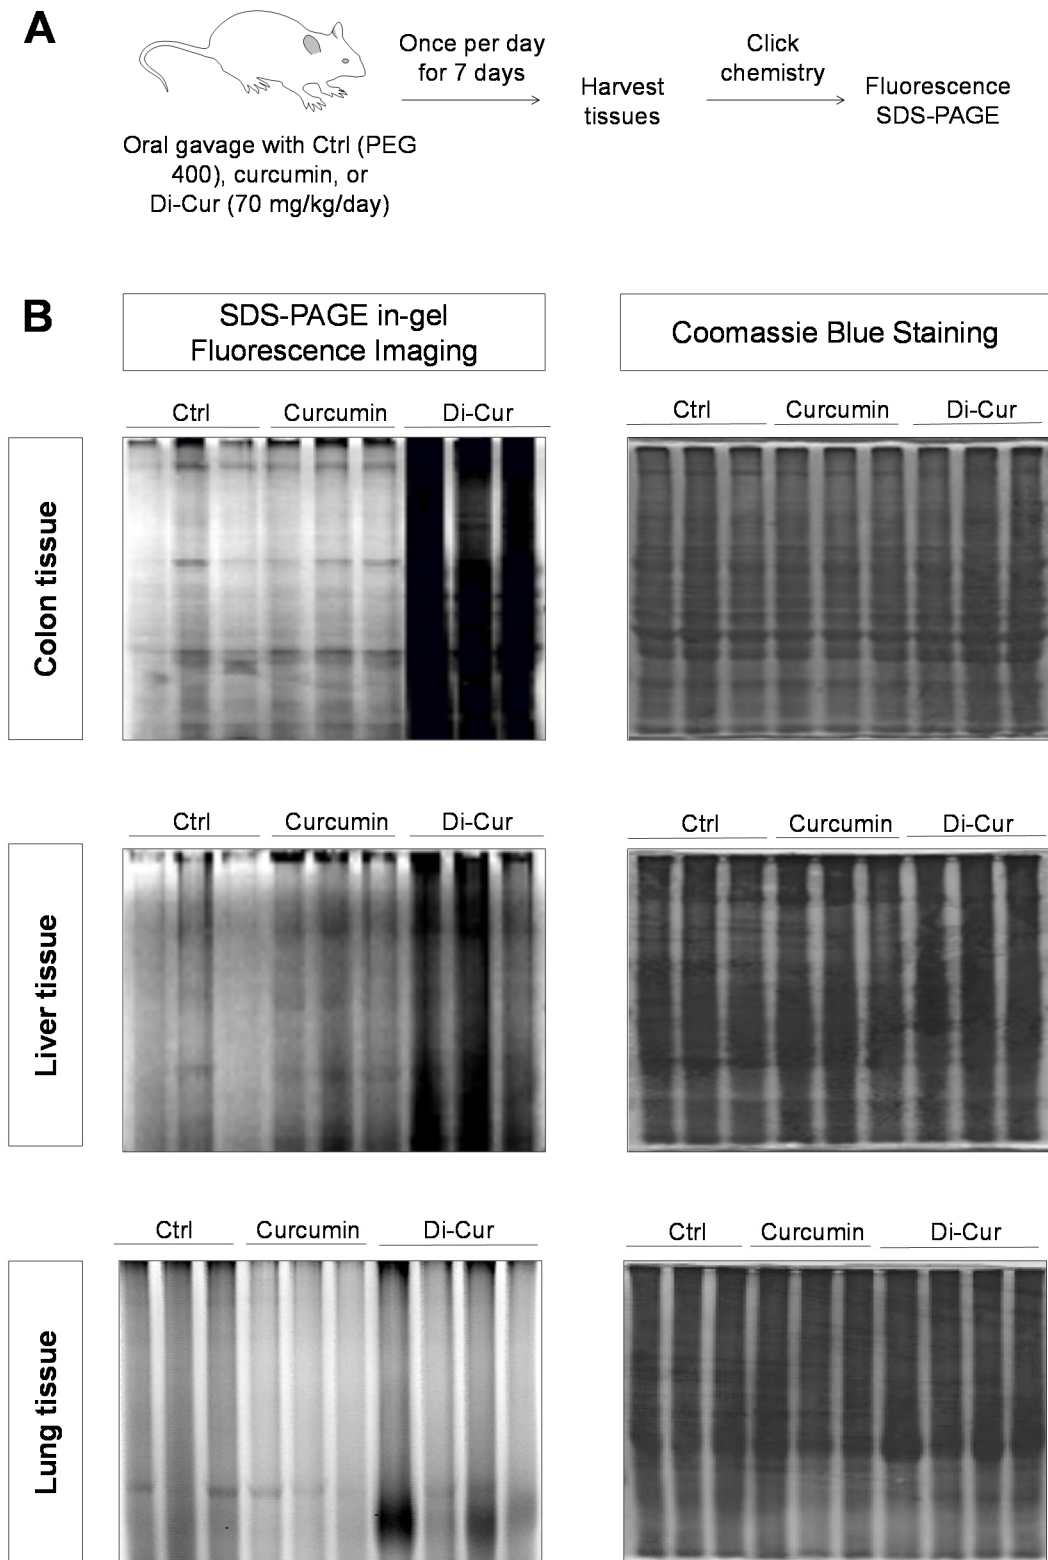 A
Once per day
for 7 days
Click
chemistry
Harvest
tissues
Fluorescence
SDS-PAGE
Oral gavage with Ctrl (PEG
400), curcumin, or
Di-Cur (70 mg/kg/day)
B
SDS-PAGE in-gel
Fluorescence Imaging
Coomassie Blue Staining
Ctrl Curcumin Di-Cur
Ctrl Curcumin Di-Cur
Colon tissue
Ctrl Curcumin Di-Cur
Ctrl Curcumin Di-Cur
Liver tissue
Ctrl Curcumin Di-Cur
Ctrl Curcumin Di-Cur
Lung tissue